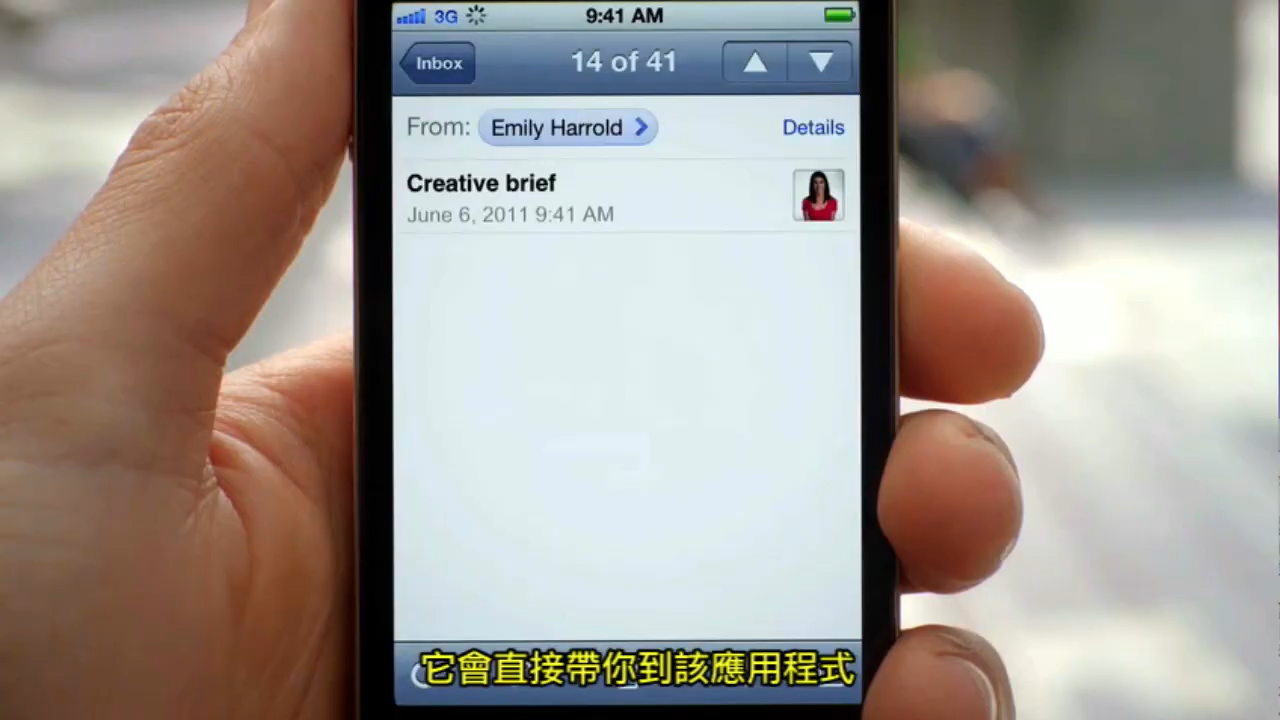 3G 9:41 AM
Inbox 14 of 41
From: Emily Harrold Details
Creative brief
June 6, 2011 9:41 AM
它會直接帶你到該應用程式